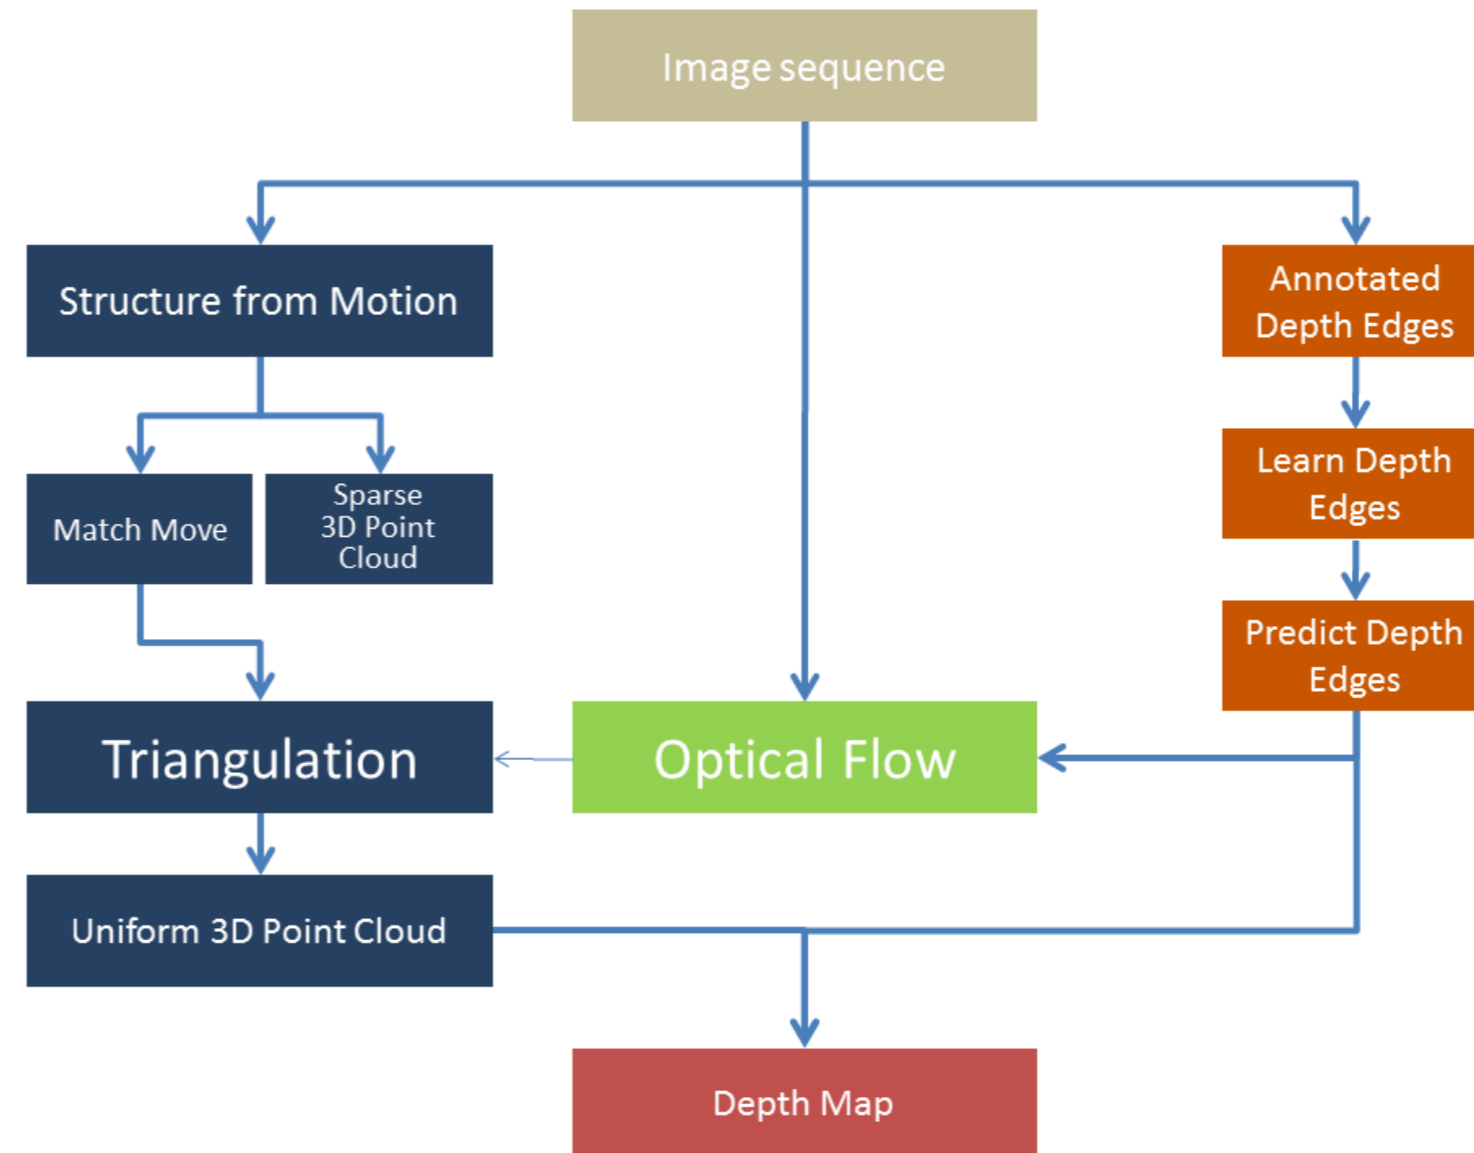 Image sequence
Structure from Motion
Annotated
Depth Edges
Learn Depth
Edges
Match Move
Sparse
3D Point
Cloud
Predict Depth
Edges
Triangulation
Optical Flow
Uniform 3D Point Cloud
Depth Map